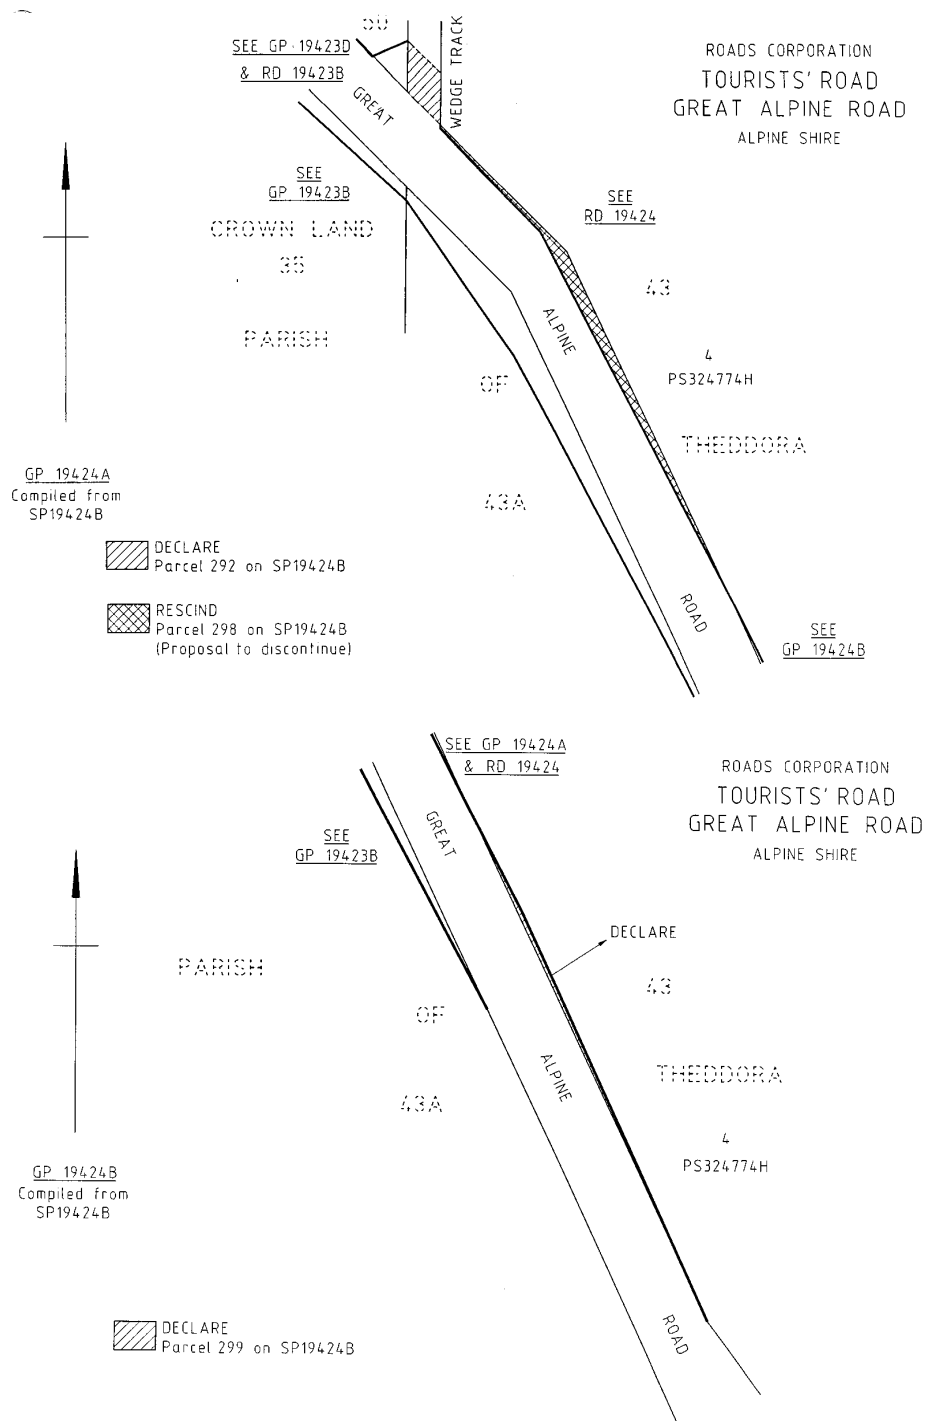 60
SEE GP 19423D
& RD 19423B
WEDGE TRACK
ROADS CORPORATION
TOURISTS' ROAD
GREAT ALPINE ROAD
ALPINE SHIRE
GREAT
SEE
GP 19423B
SEE
RD 19424
CROWN LAND
35
43
PARISH
ALPINE
OF
4
PS324774H
THEDDORA
GP 19424A
Compiled from
SP19424B
43A
DECLARE
Parcel 292 on SP19424B
RESCIND
Parcel 298 on SP19424B
(Proposal to discontinue)
ROAD
SEE
GP 19424B
SEE GP 19424A
& RD 19424
ROADS CORPORATION
TOURISTS' ROAD
GREAT ALPINE ROAD
ALPINE SHIRE
GREAT
SEE
GP 19423B
DECLARE
PARISH
43
OF
ALPINE
THEDDORA
43A
4
PS324774H
GP 19424B
Compiled from
SP19424B
DECLARE
Parcel 299 on SP19424B
ROAD